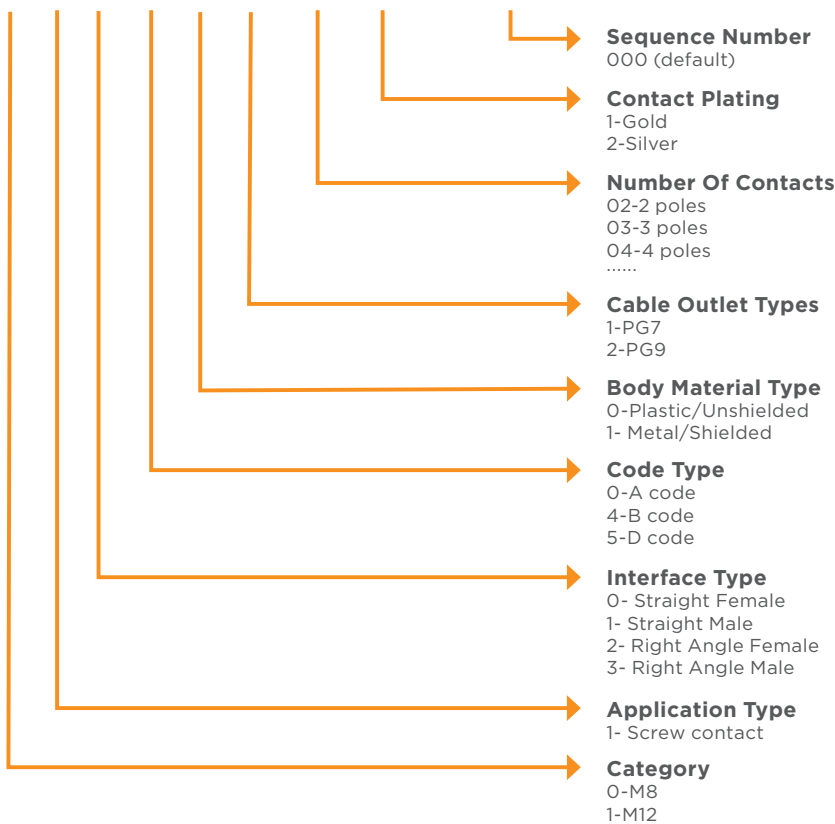 Sequence Number
000 (default)
Contact Plating
1-Gold
2-Silver
Number Of Contacts
02-2 poles
03-3 poles
04-4 poles
......
Cable Outlet Types
1-PG7
2-PG9
Body Material Type
0-Plastic/Unshielded
1- Metal/Shielded
Code Type
0-A code
4-B code
5-D code
Interface Type
0- Straight Female
1- Straight Male
2- Right Angle Female
3- Right Angle Male
Application Type
1- Screw contact
Category
0-M8
1-M12